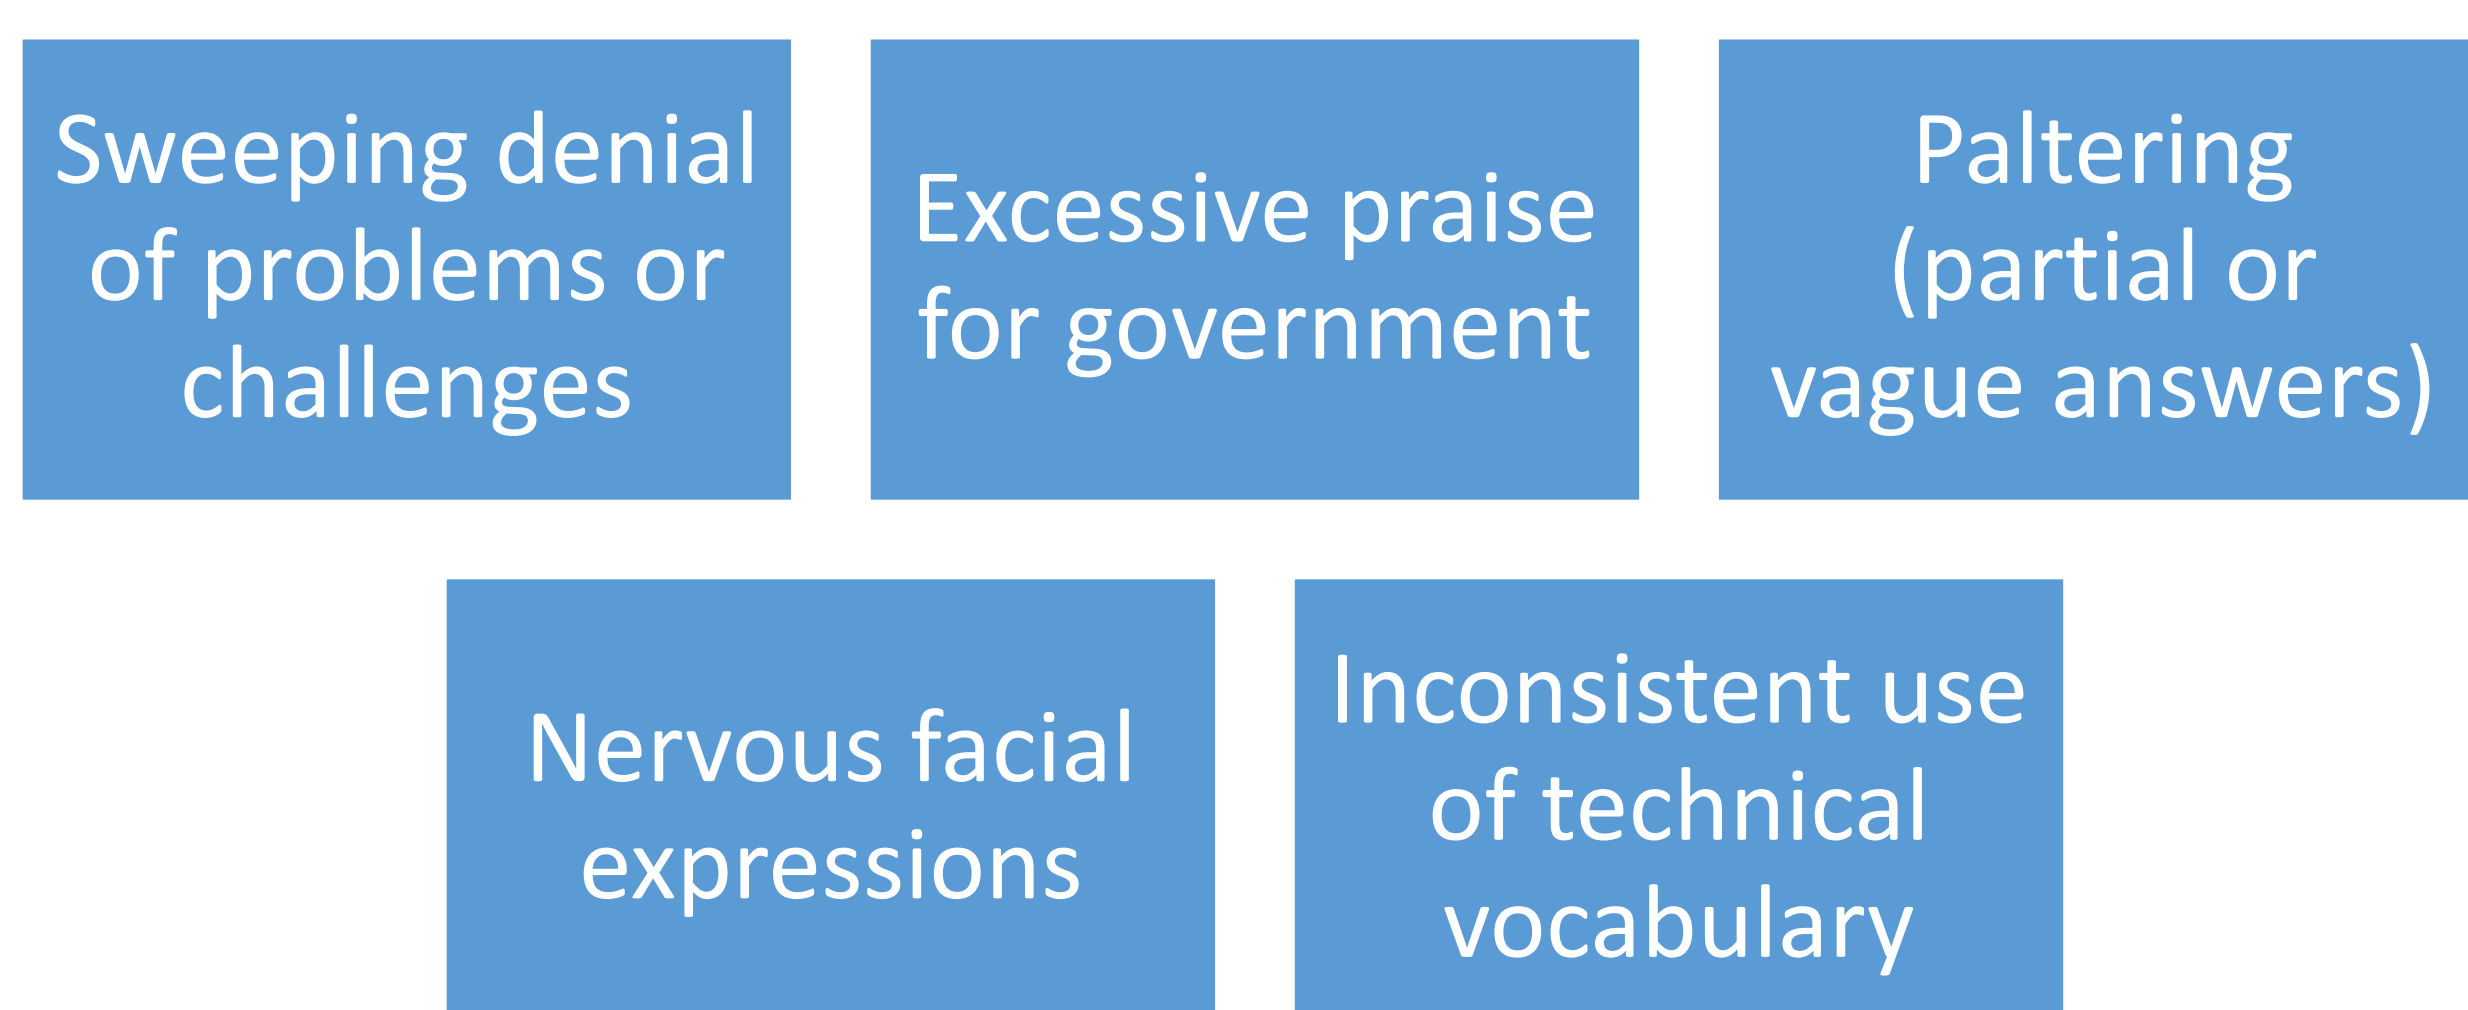 Sweeping denial
of problems or
challenges
Excessive praise
for government
Paltering
(partial or
vague answers)
Nervous facial
expressions
Inconsistent use
of technical
vocabulary